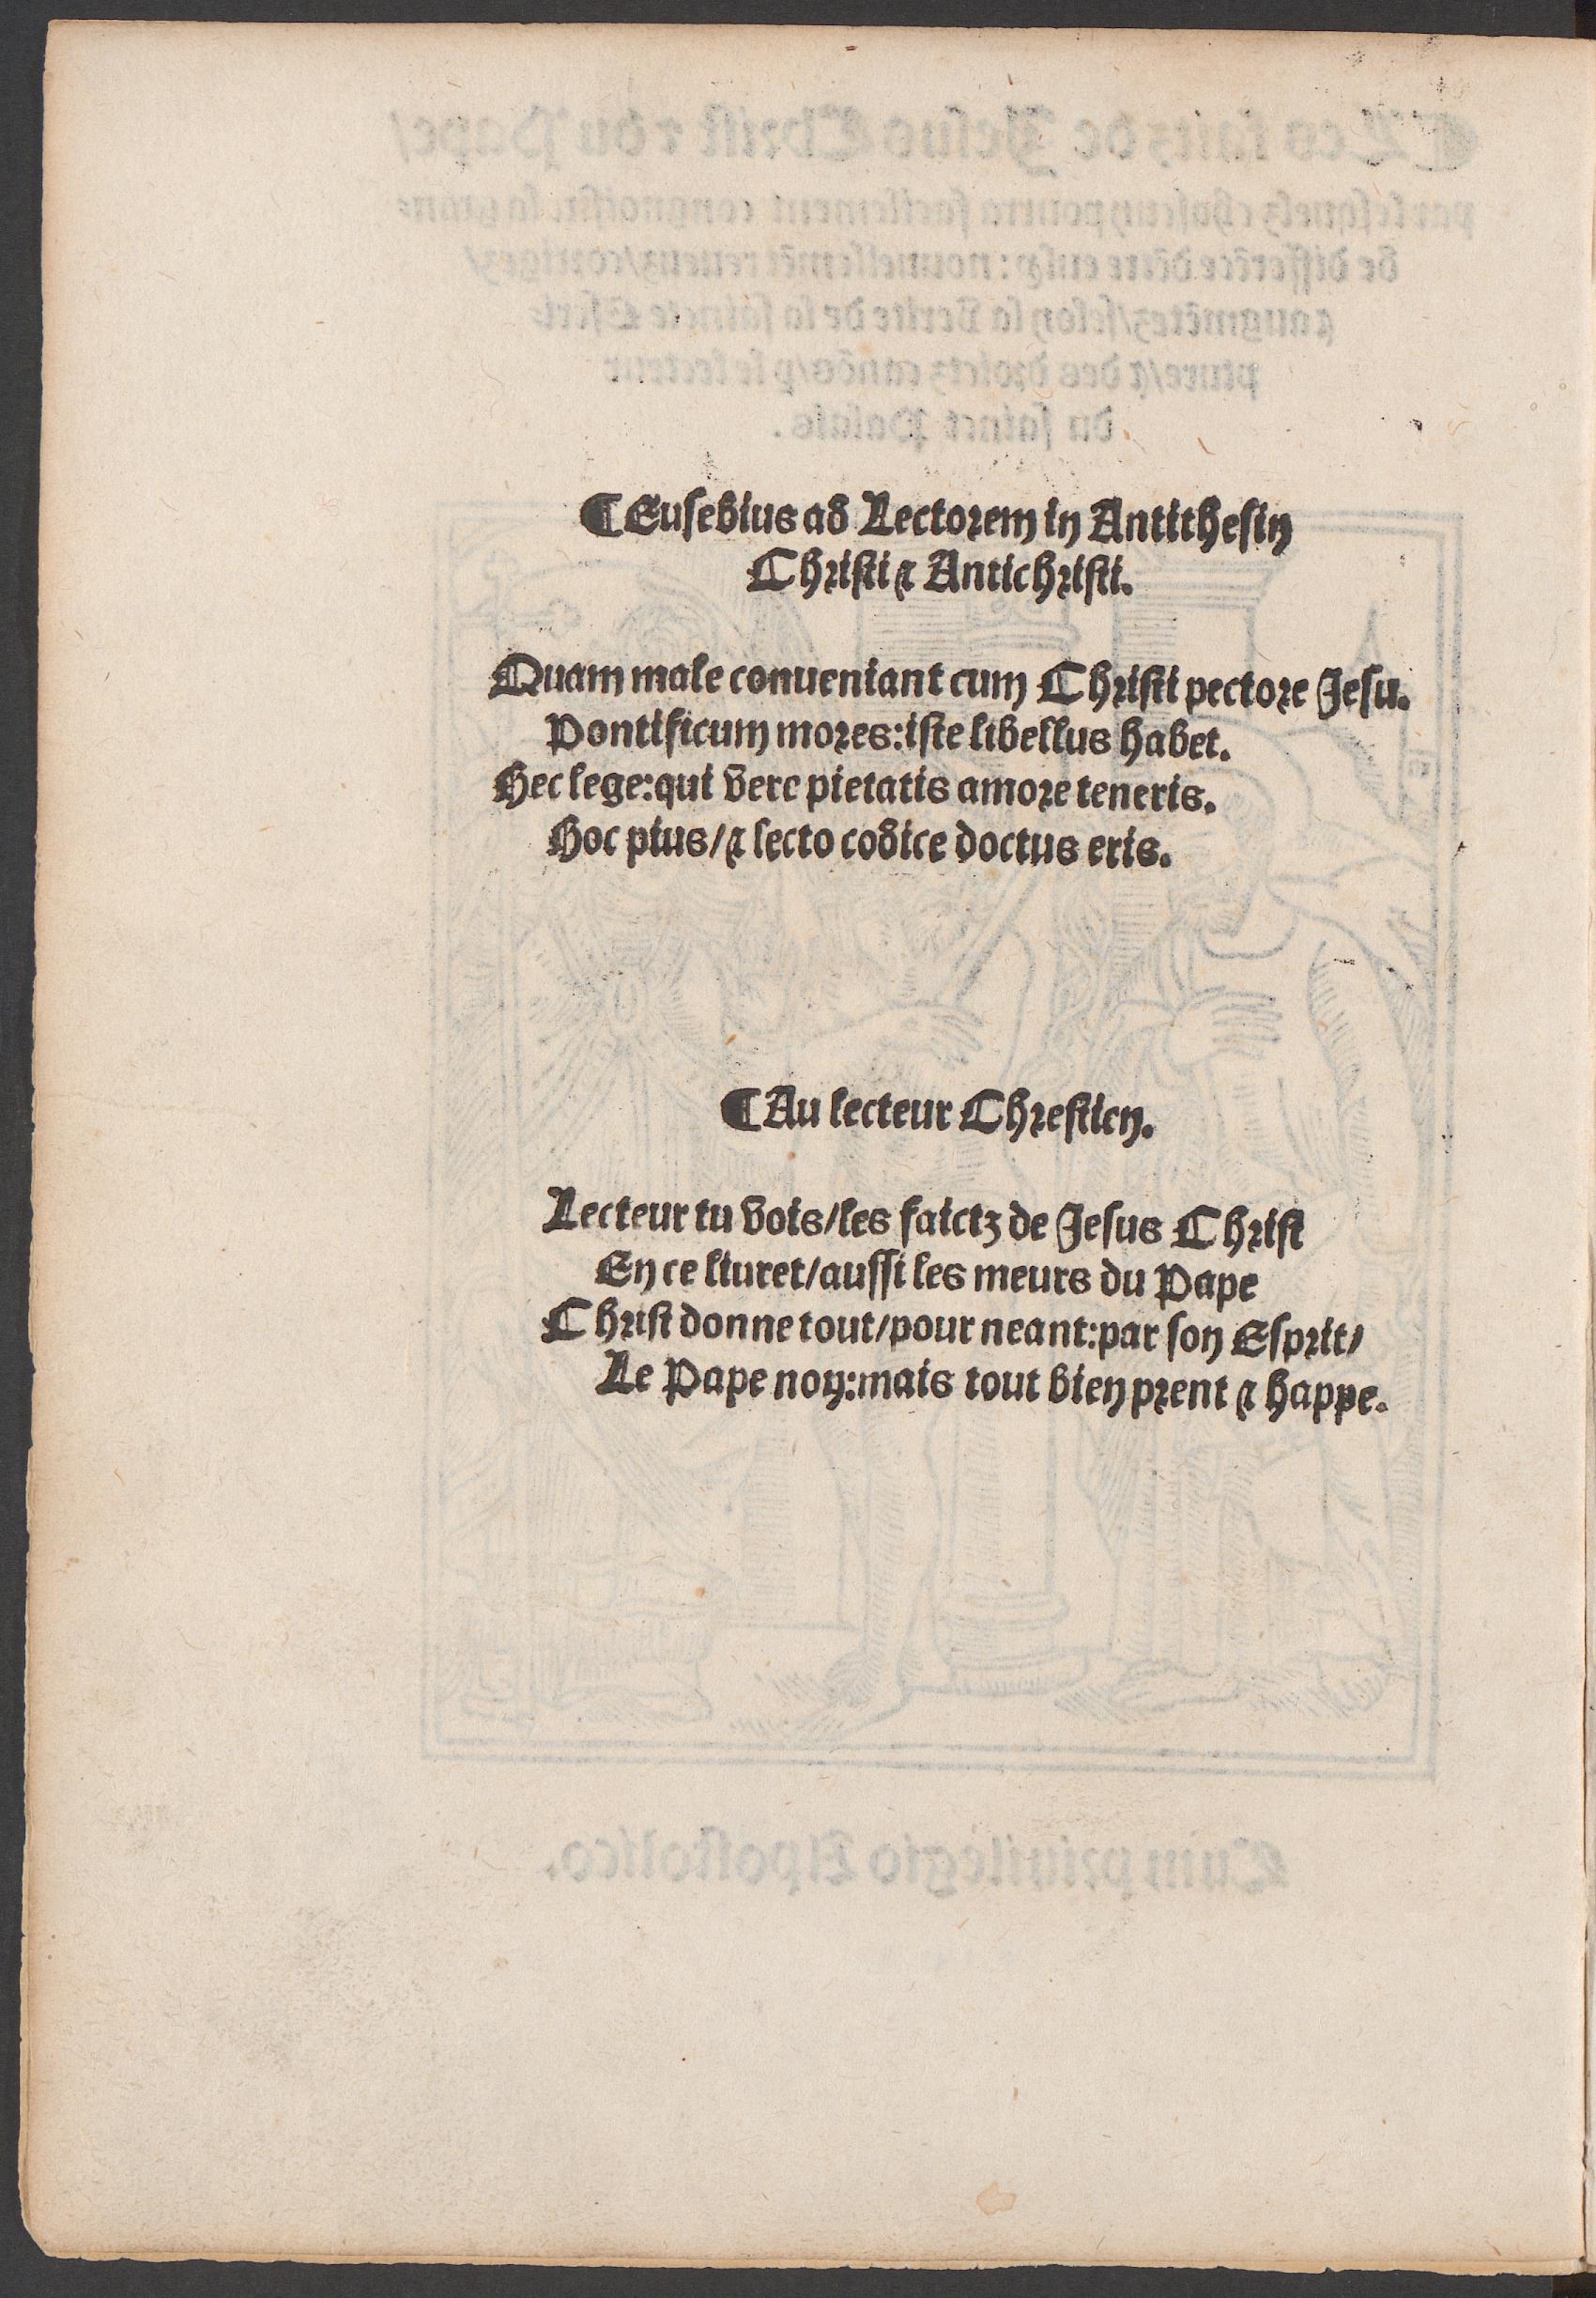 ¶Eusebius ad Lectorem in Antithesin
Christi & Antichristi.
Quam male conueniant cum Christi pectore Jesu.
Pontificum mores:iste libellus habet.
Hec lege:qui vere pietatis amore teneris.
Hoc pius/& lecto codice doctus eris.
¶Au lecteur Chrestien.
Lecteur tu vois/les faictz de Jesus Christ
En ce liuret/aussi les meurs du Pape
Christ donne tout/pour neant:par son Esprit/
Le Pape non:mais tout bien prent & happe.